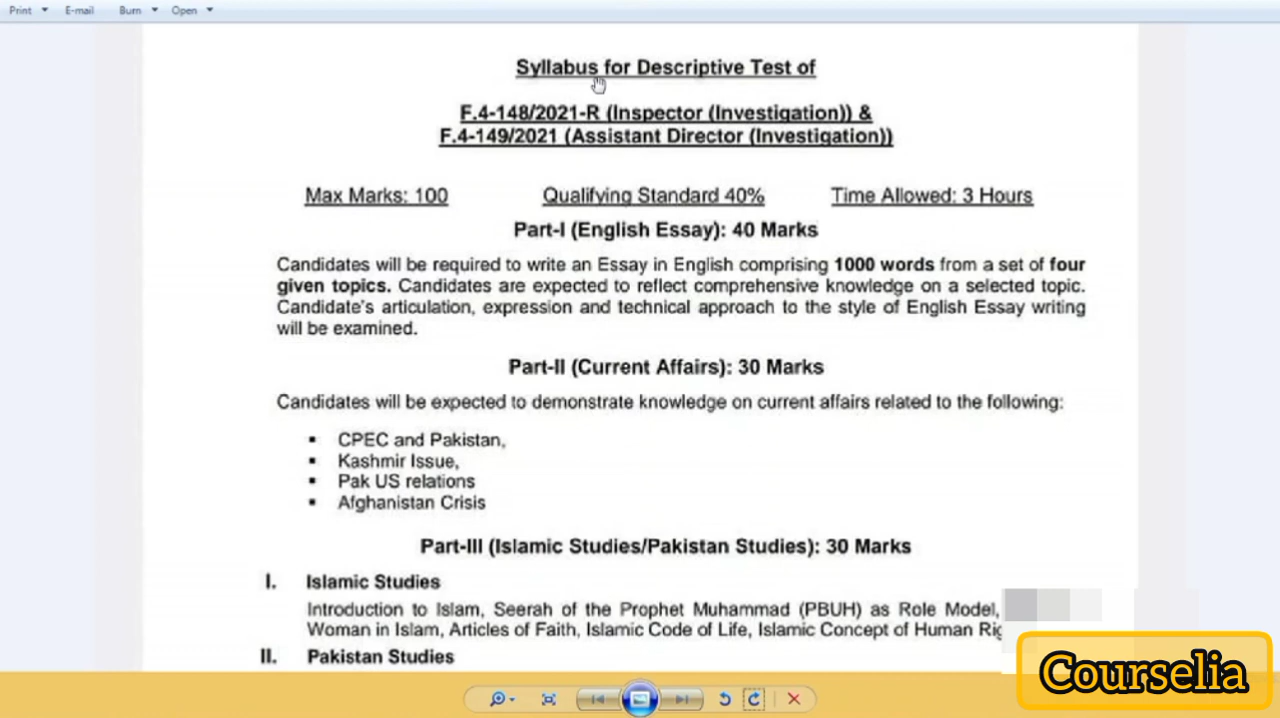 Print E-mail Burn Open
Syllabus for Descriptive Test of
F.4-148/2021-R (Inspector (Investigation)) &
F.4-149/2021 (Assistant Director (Investigation))
Max Marks: 100 Qualifying Standard 40% Time Allowed: 3 Hours
Part-I (English Essay): 40 Marks
Candidates will be required to write an Essay in English comprising 1000 words from a set of four
given topics. Candidates are expected to reflect comprehensive knowledge on a selected topic.
Candidate's articulation, expression and technical approach to the style of English Essay writing
will be examined.
Part-II (Current Affairs): 30 Marks
Candidates will be expected to demonstrate knowledge on current affairs related to the following:
▪ CPEC and Pakistan,
▪ Kashmir Issue,
▪ Pak US relations
▪ Afghanistan Crisis
Part-III (Islamic Studies/Pakistan Studies): 30 Marks
I. Islamic Studies
Introduction to Islam, Seerah of the Prophet Muhammad (PBUH) as Role Model,
Woman in Islam, Articles of Faith, Islamic Code of Life, Islamic Concept of Human
II. Pakistan Studies
Courselia